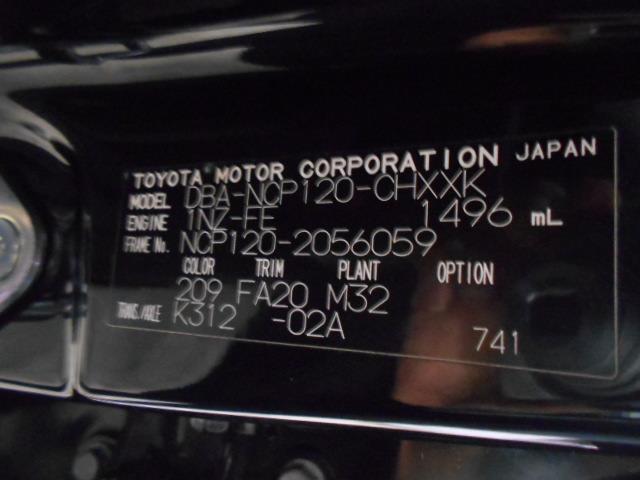 TOYOTA MOTOR CORPORATION JAPAN
MODEL DBA-NCP120-CHXXK
ENGINE 1NZ-FE 1496 mL
FRAME No. NCP120-2056059
COLOR TRIM PLANT OPTION
209 FA20 M32
TRANS./AXLE K312 -02A
741